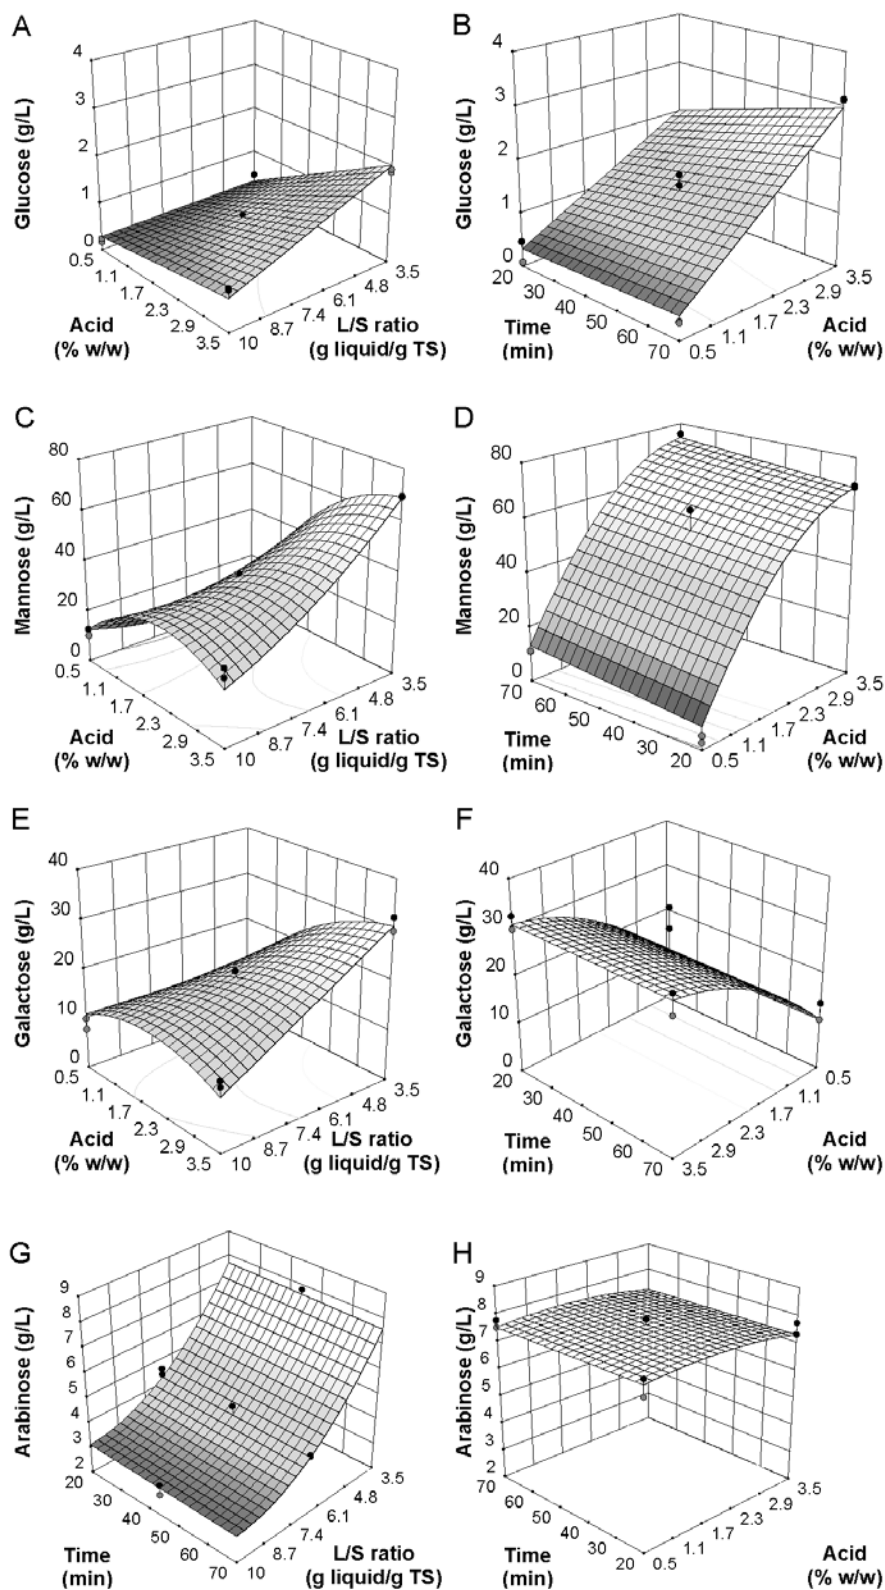 A
4
3
2
1
0
Glucose (g/L)
0.5
1.1
1.7
2.3
2.9
3.5
Acid
(% w/w)
10
8.7
7.4
6.1
4.8
3.5
L/S ratio
(g liquid/g TS)
B
4
3
2
1
0
Glucose (g/L)
20
30
40
50
60
70
Time
(min)
0.5
1.1
1.7
2.3
2.9
3.5
Acid
(% w/w)
C
80
60
40
20
0
Mannose (g/L)
0.5
1.1
1.7
2.3
2.9
3.5
Acid
(% w/w)
10
8.7
7.4
6.1
4.8
3.5
L/S ratio
(g liquid/g TS)
D
80
60
40
20
0
Mannose (g/L)
70
60
50
40
30
20
Time
(min)
0.5
1.1
1.7
2.3
2.9
3.5
Acid
(% w/w)
E
40
30
20
10
0
Galactose (g/L)
0.5
1.1
1.7
2.3
2.9
3.5
Acid
(% w/w)
10
8.7
7.4
6.1
4.8
3.5
L/S ratio
(g liquid/g TS)
F
40
30
20
10
0
Galactose (g/L)
20
30
40
50
60
70
Time
(min)
3.5
2.9
2.3
1.7
1.1
0.5
Acid
(% w/w)
G
9
8
7
6
5
4
3
2
Arabinose (g/L)
20
30
40
50
60
70
Time
(min)
10
8.7
7.4
6.1
4.8
3.5
L/S ratio
(g liquid/g TS)
H
9
8
7
6
5
4
3
2
Arabinose (g/L)
70
60
50
40
30
20
Time
(min)
0.5
1.1
1.7
2.3
2.9
3.5
Acid
(% w/w)